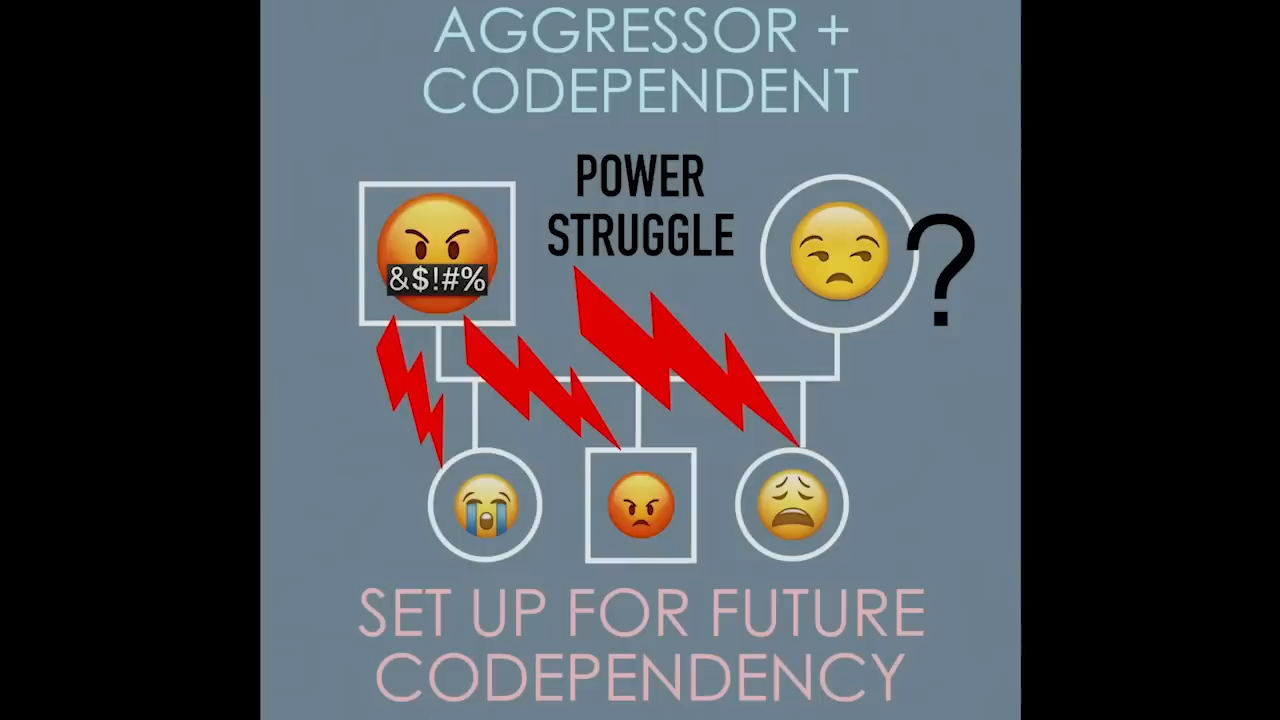 AGGRESSOR +
CODEPENDENT
POWER
STRUGGLE
&$!#%
?
SET UP FOR FUTURE
CODEPENDENCY